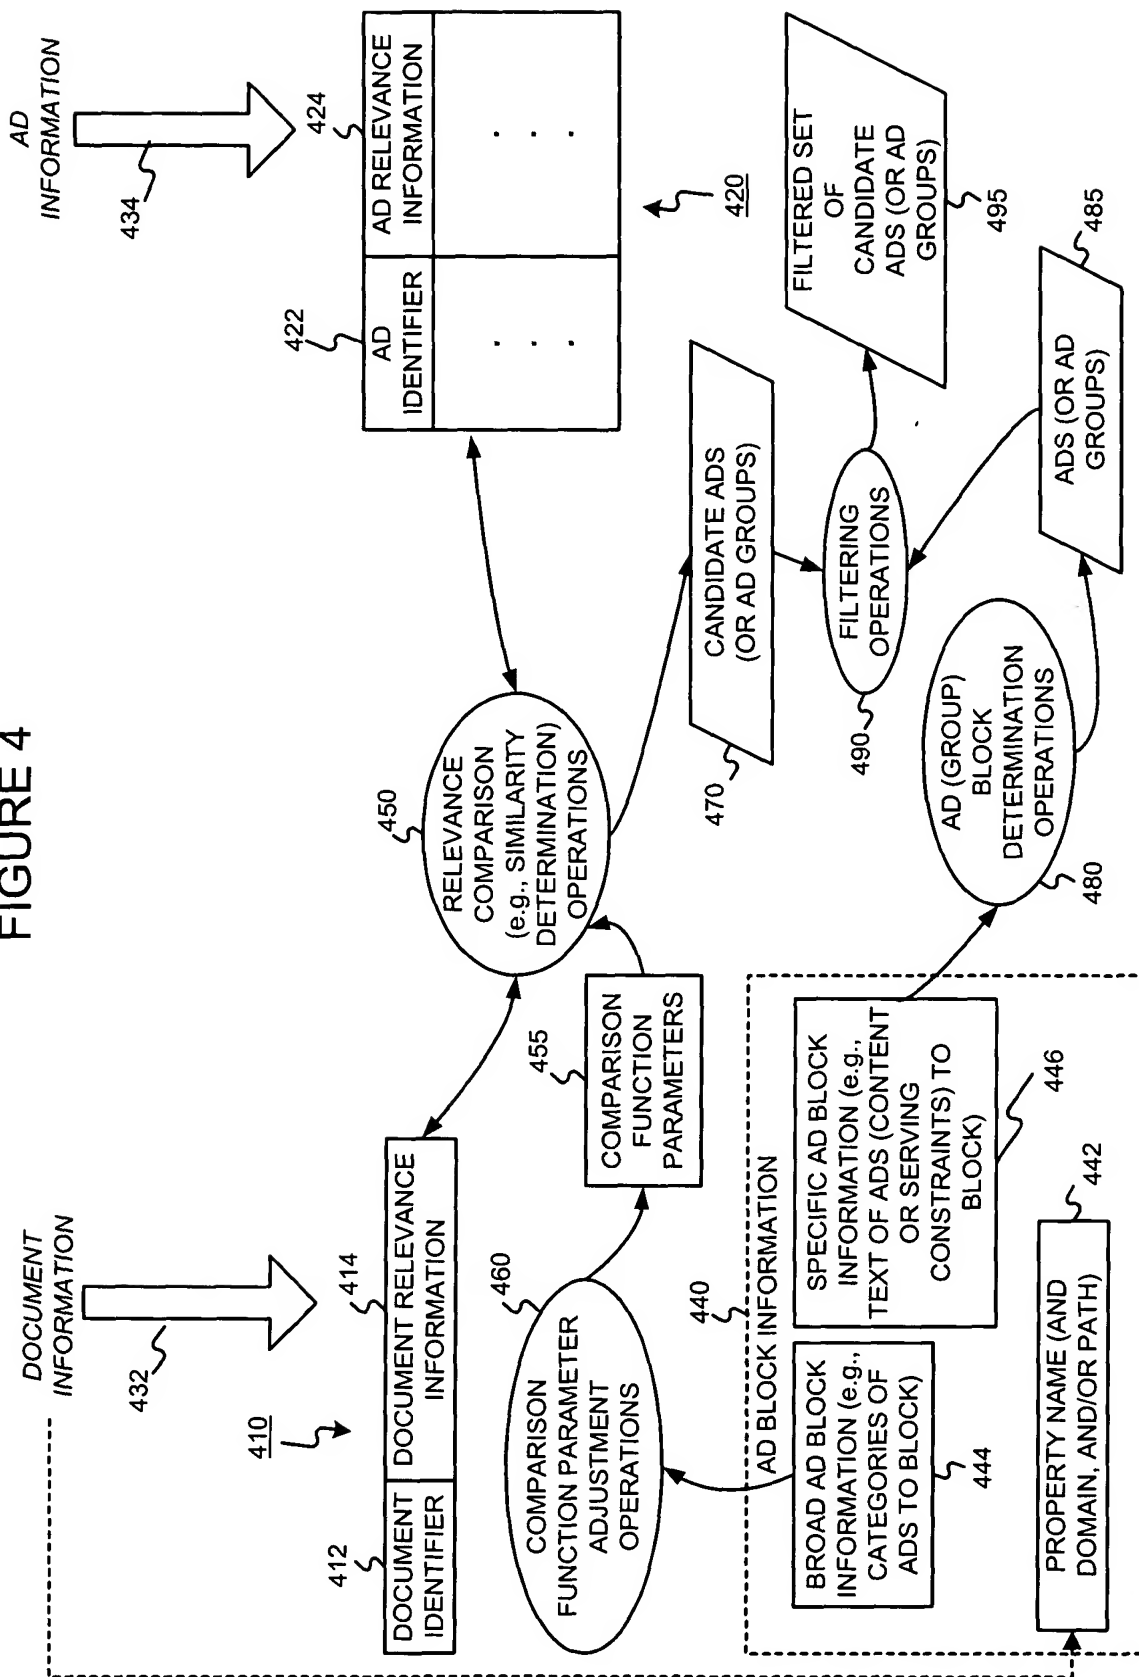 FIGURE 4
DOCUMENT
INFORMATION
432
410
412
414
DOCUMENT
IDENTIFIER
DOCUMENT RELEVANCE
INFORMATION
AD
INFORMATION
434
422
424
AD
IDENTIFIER
AD RELEVANCE
INFORMATION
. . .
. . .
420
450
RELEVANCE
COMPARISON
(e.g., SIMILARITY
DETERMINATION)
OPERATIONS
460
COMPARISON
FUNCTION PARAMETER
ADJUSTMENT
OPERATIONS
455
COMPARISON
FUNCTION
PARAMETERS
470
CANDIDATE ADS
(OR AD GROUPS)
FILTERED SET
OF
CANDIDATE
ADS (OR AD
GROUPS)
495
490
FILTERING
OPERATIONS
440
AD BLOCK INFORMATION
BROAD AD BLOCK
INFORMATION (e.g.,
CATEGORIES OF
ADS TO BLOCK)
444
SPECIFIC AD BLOCK
INFORMATION (e.g.,
TEXT OF ADS (CONTENT
OR SERVING
CONSTRAINTS) TO
BLOCK)
446
AD (GROUP)
BLOCK
DETERMINATION
OPERATIONS
480
485
ADS (OR AD
GROUPS)
442
PROPERTY NAME (AND
DOMAIN, AND/OR PATH)